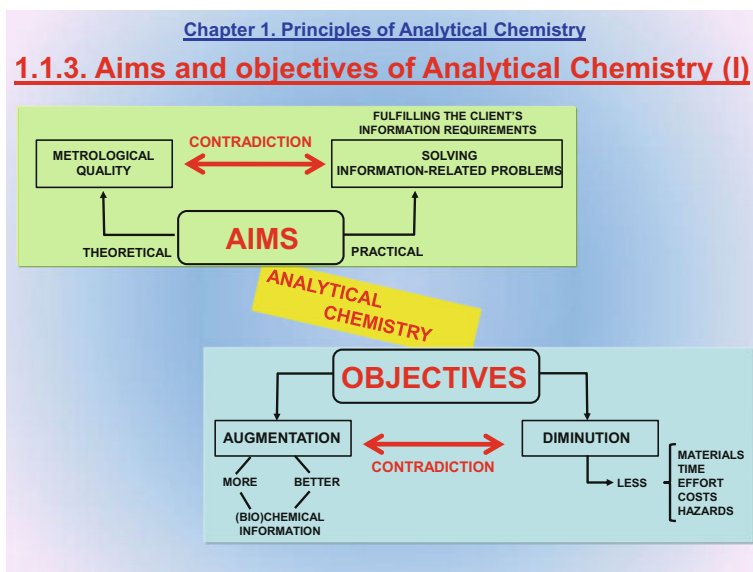 Chapter 1. Principles of Analytical Chemistry
1.1.3. Aims and objectives of Analytical Chemistry (I)
FULFILLING THE CLIENT'S
INFORMATION REQUIREMENTS
CONTRADICTION
METROLOGICAL
QUALITY
SOLVING
INFORMATION-RELATED PROBLEMS
AIMS
THEORETICAL
PRACTICAL
ANALYTICAL
CHEMISTRY
OBJECTIVES
AUGMENTATION
DIMINUTION
CONTRADICTION
MORE
BETTER
(BIO)CHEMICAL
INFORMATION
LESS
MATERIALS
TIME
EFFORT
COSTS
HAZARDS